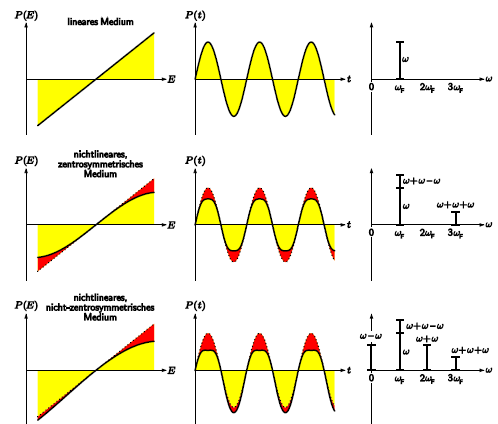 P(E)
lineares Medium
E
P(t)
t
ω
0
ω_F
2ω_F
3ω_F
ω
P(E)
nichtlineares,
zentrosymmetrisches
Medium
E
P(t)
t
ω+ω−ω
ω
ω+ω+ω
0
ω_F
2ω_F
3ω_F
ω
P(E)
nichtlineares,
nicht-zentrosymmetrisches
Medium
E
P(t)
t
ω−ω
ω+ω−ω
ω+ω
ω
ω+ω+ω
0
ω_F
2ω_F
3ω_F
ω